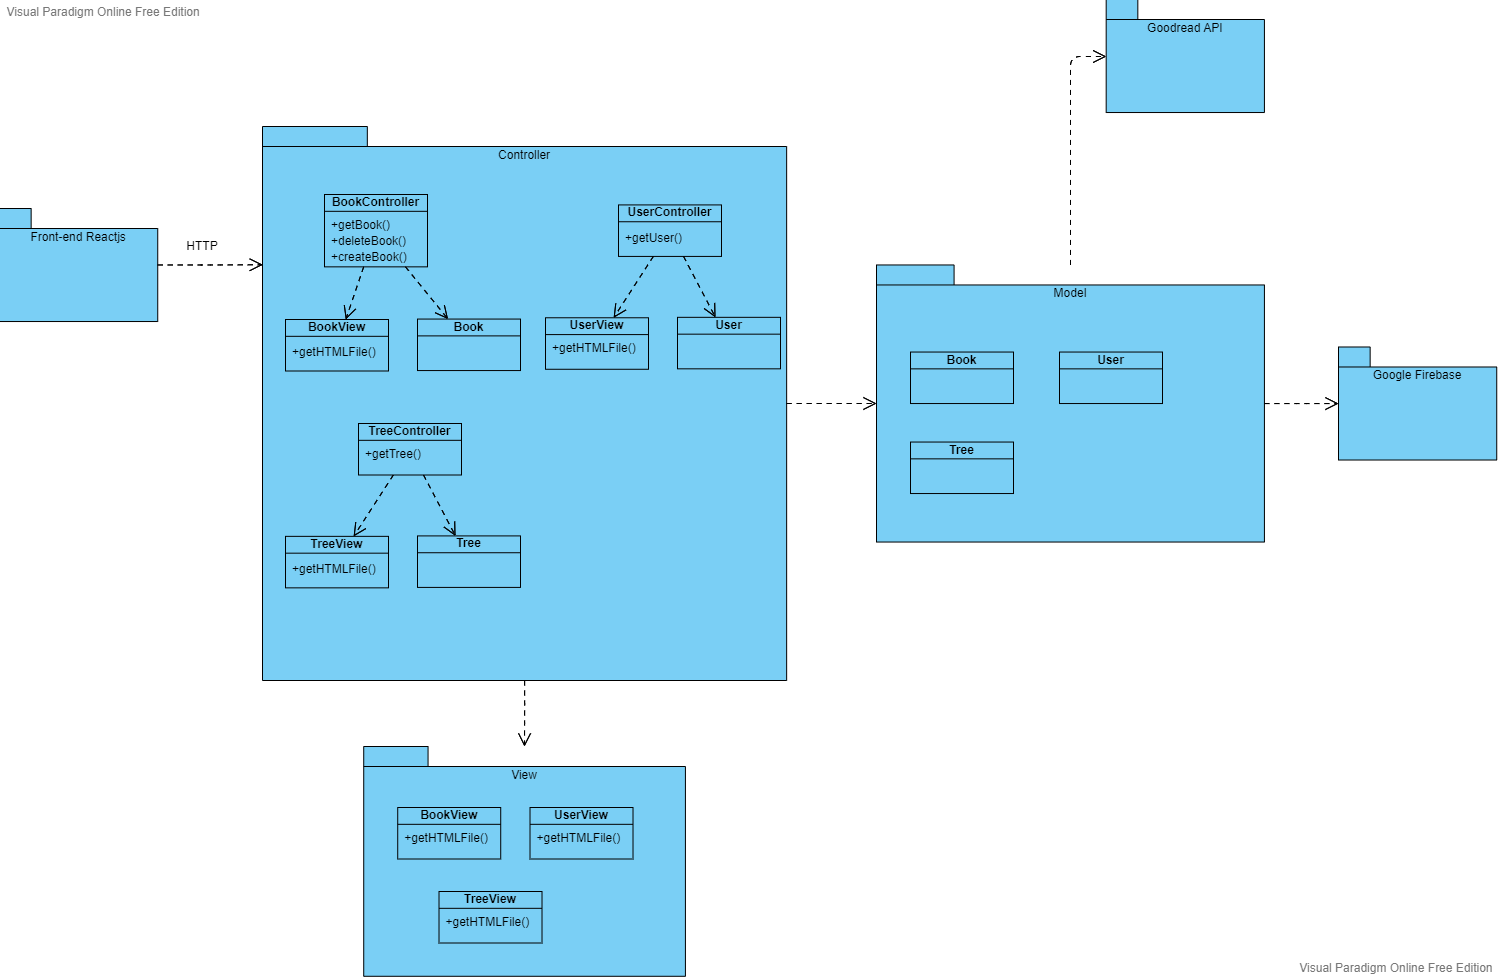 Visual Paradigm Online Free Edition
Goodread API
Controller
BookController
+getBook()
+deleteBook()
+createBook()
UserController
+getUser()
Front-end Reactjs
HTTP
BookView
+getHTMLFile()
Book
UserView
+getHTMLFile()
User
TreeController
+getTree()
TreeView
+getHTMLFile()
Tree
Model
Book
User
Tree
Google Firebase
View
BookView
+getHTMLFile()
UserView
+getHTMLFile()
TreeView
+getHTMLFile()
Visual Paradigm Online Free Edition